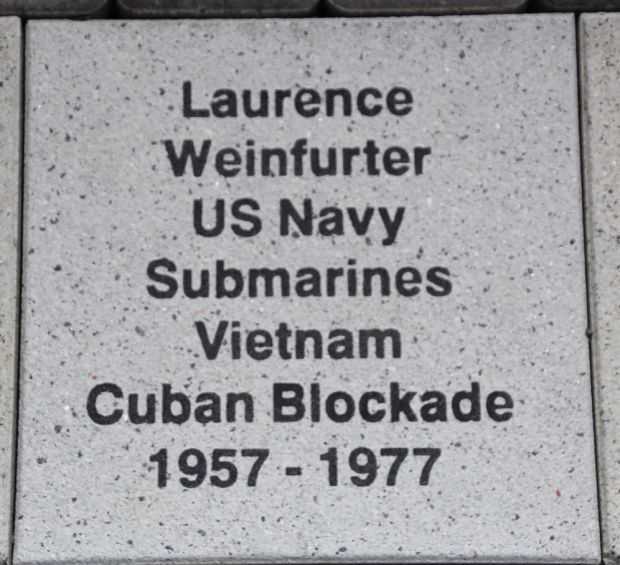 Laurence
Weinfurter
US Navy
Submarines
Vietnam
Cuban Blockade
1957 - 1977